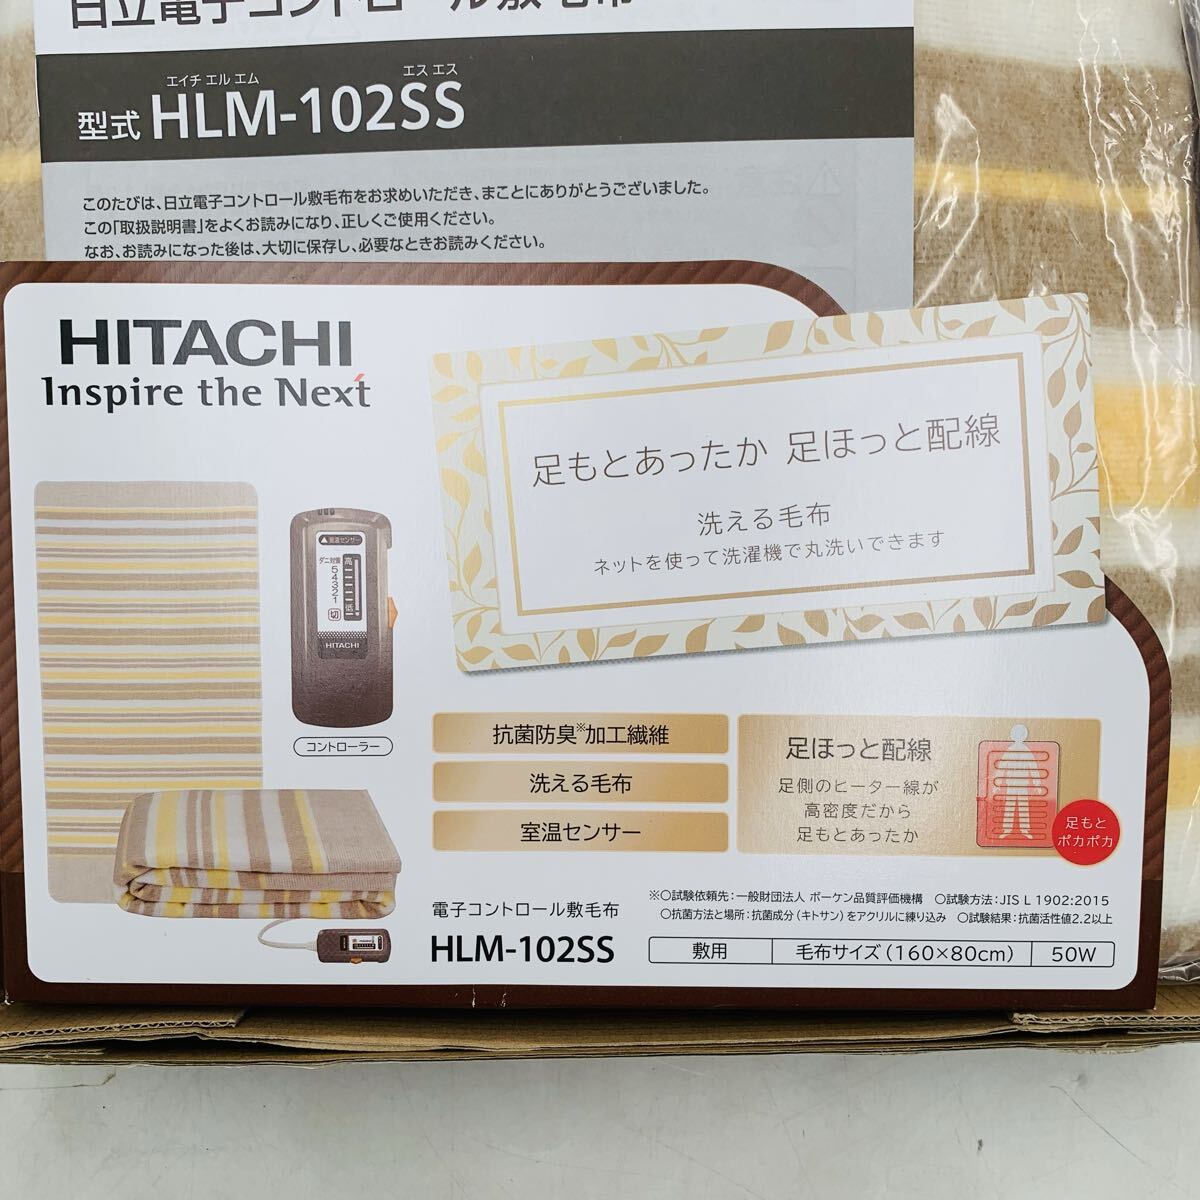 日立電子コントロール敷毛布
エイチ エル エム エス エス
型式 HLM-102SS
このたびは、日立電子コントロール敷毛布をお求めいただき、まことにありがとうございました。
この「取扱説明書」をよくお読みになり、正しくご使用ください。
なお、お読みになった後は、大切に保存し、必要なときお読みください。
HITACHI
Inspire the Next
足もとあったか 足ほっと配線
洗える毛布
ネットを使って洗濯機で丸洗いできます
▲室温センサー
ダニ対策 高
5
4
3
2
1
低
切
HITACHI
コントローラー
抗菌防臭※加工繊維
洗える毛布
室温センサー
足ほっと配線
足側のヒーター線が
高密度だから
足もとあったか
足もと
ポカポカ
※○試験依頼先:一般財団法人 ボーケン品質評価機構 ○試験方法:JIS L 1902:2015
○抗菌方法と場所:抗菌成分(キトサン)をアクリルに練り込み ○試験結果:抗菌活性値2.2以上
電子コントロール敷毛布
HLM-102SS
敷用 毛布サイズ(160×80cm) 50W